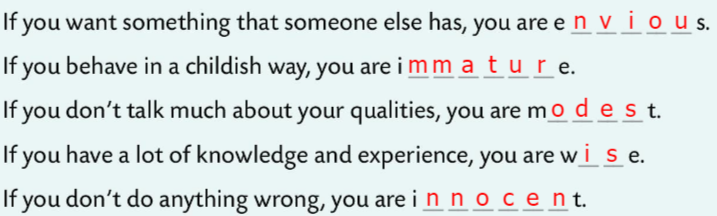 If you want something that someone else has, you are e n v i o u s.
If you behave in a childish way, you are i m m a t u r e.
If you don't talk much about your qualities, you are m o d e s t.
If you have a lot of knowledge and experience, you are w i s e.
If you don't do anything wrong, you are i n n o c e n t.